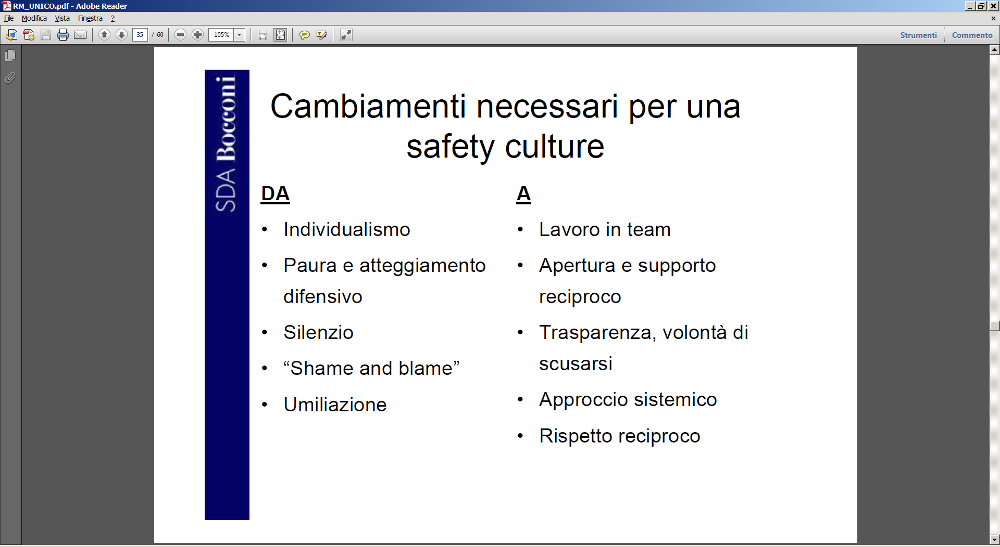 RM_UNICO.pdf - Adobe Reader
File Modifica Vista Finestra ?
35 / 60 105% Strumenti Commento
SDA Bocconi
Cambiamenti necessari per una
safety culture
DA
• Individualismo
• Paura e atteggiamento
difensivo
• Silenzio
• “Shame and blame”
• Umiliazione
A
• Lavoro in team
• Apertura e supporto
reciproco
• Trasparenza, volontà di
scusarsi
• Approccio sistemico
• Rispetto reciproco